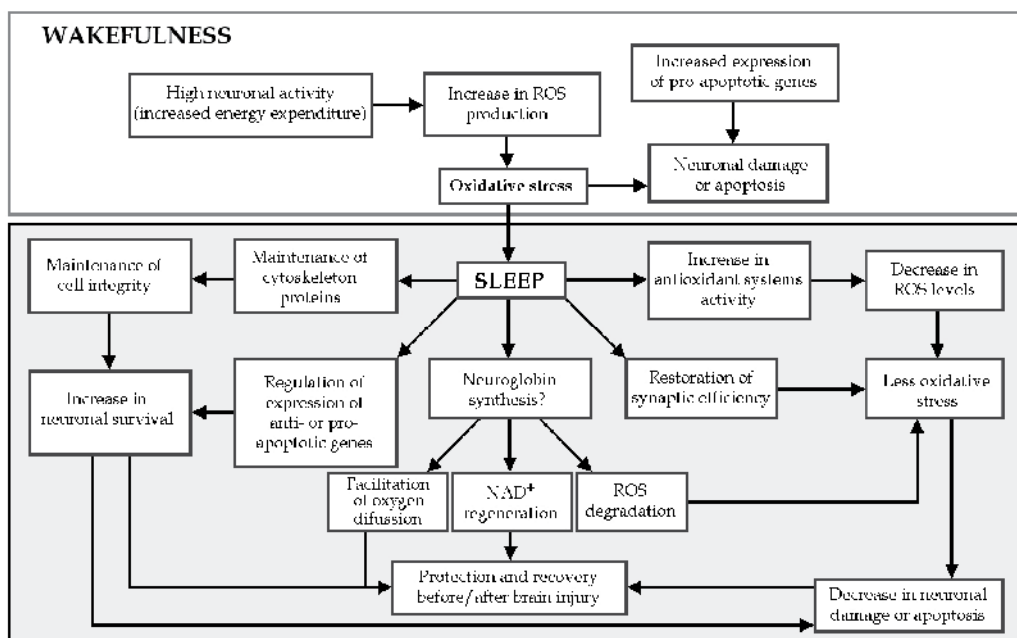 WAKEFULNESS
High neuronal activity
(increased energy expenditure)
Increase in ROS
production
Increased expression
of pro-apoptotic genes
Oxidative stress
Neuronal damage
or apoptosis
Maintenance of
cell integrity
Maintenance of
cytoskeleton
proteins
SLEEP
Increase in
antioxidant systems
activity
Decrease in
ROS levels
Increase in
neuronal survival
Regulation of
expression of
anti- or pro-
apoptotic genes
Neuroglobin
synthesis?
Restoration of
synaptic efficiency
Less oxidative
stress
Facilitation
of oxygen
difussion
NAD⁺
regeneration
ROS
degradation
Protection and recovery
before/after brain injury
Decrease in neuronal
damage or apoptosis